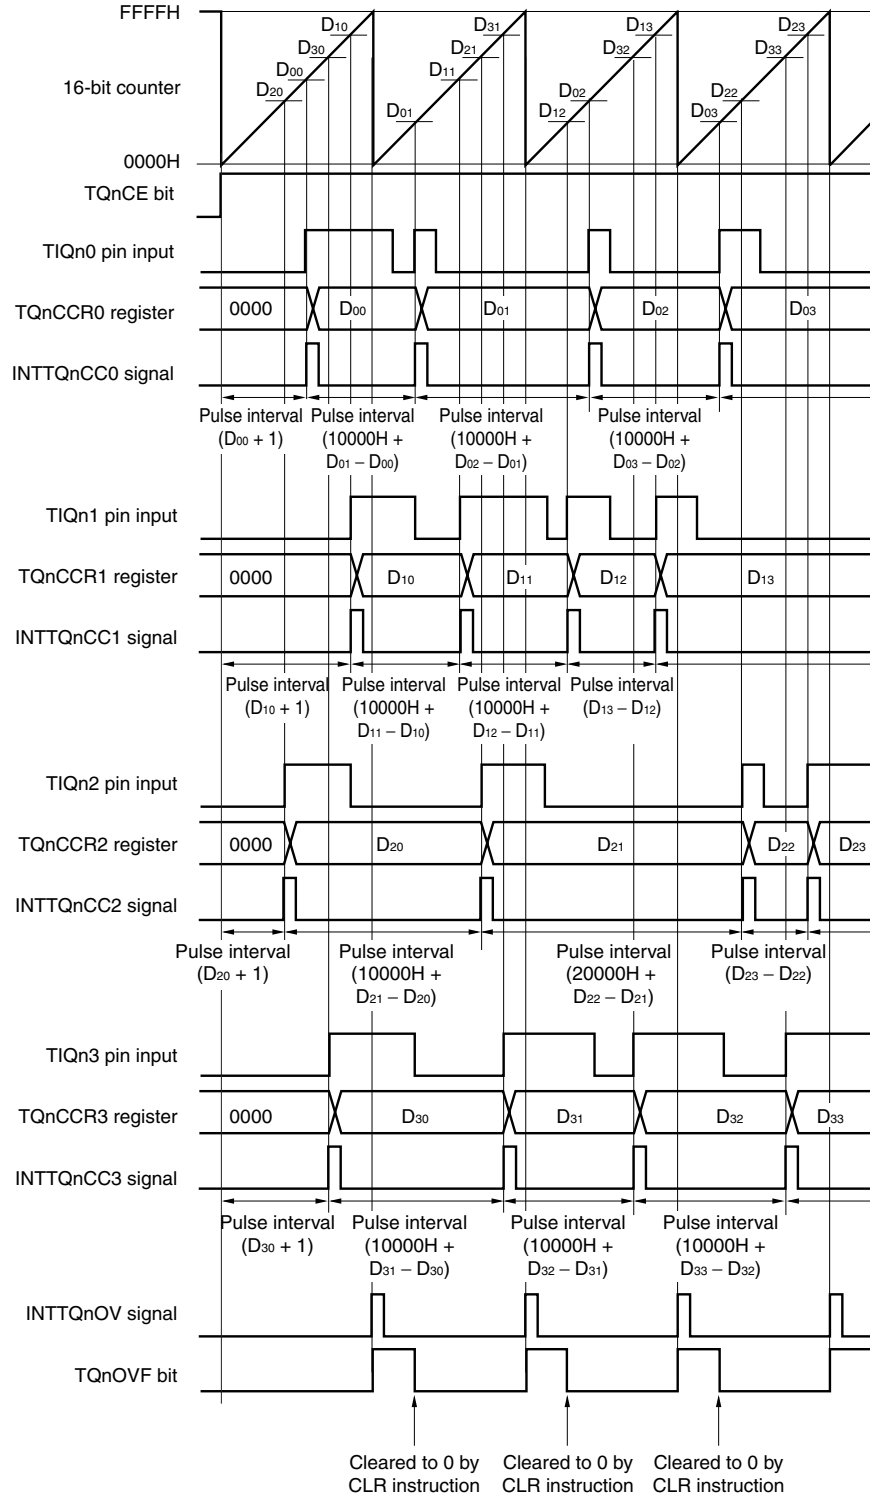 FFFFH
16-bit counter
0000H
D10
D30
D00
D20
D31
D21
D11
D01
D13
D32
D02
D12
D23
D33
D22
D03
TQnCE bit
TIQn0 pin input
TQnCCR0 register
0000 D00 D01 D02 D03
INTTQnCC0 signal
Pulse interval
(D00 + 1)
Pulse interval
(10000H +
D01 – D00)
Pulse interval
(10000H +
D02 – D01)
Pulse interval
(10000H +
D03 – D02)
TIQn1 pin input
TQnCCR1 register
0000 D10 D11 D12 D13
INTTQnCC1 signal
Pulse interval
(D10 + 1)
Pulse interval
(10000H +
D11 – D10)
Pulse interval
(10000H +
D12 – D11)
Pulse interval
(D13 – D12)
TIQn2 pin input
TQnCCR2 register
0000 D20 D21 D22 D23
INTTQnCC2 signal
Pulse interval
(D20 + 1)
Pulse interval
(10000H +
D21 – D20)
Pulse interval
(20000H +
D22 – D21)
Pulse interval
(D23 – D22)
TIQn3 pin input
TQnCCR3 register
0000 D30 D31 D32 D33
INTTQnCC3 signal
Pulse interval
(D30 + 1)
Pulse interval
(10000H +
D31 – D30)
Pulse interval
(10000H +
D32 – D31)
Pulse interval
(10000H +
D33 – D32)
INTTQnOV signal
TQnOVF bit
Cleared to 0 by
CLR instruction
Cleared to 0 by
CLR instruction
Cleared to 0 by
CLR instruction